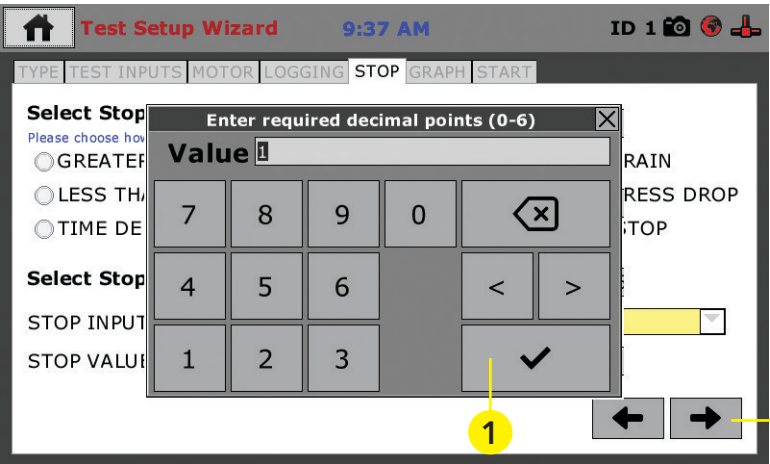 Test Setup Wizard 9:37 AM ID 1
TYPE TEST INPUTS MOTOR LOGGING STOP GRAPH START
Select Stop
Enter required decimal points (0-6)
Please choose how
Value 1
GREATER RAIN
LESS THA RESS DROP
TIME DE STOP
7 8 9 0
Select Stop
4 5 6 < >
STOP INPUT
STOP VALUE
1 2 3
1